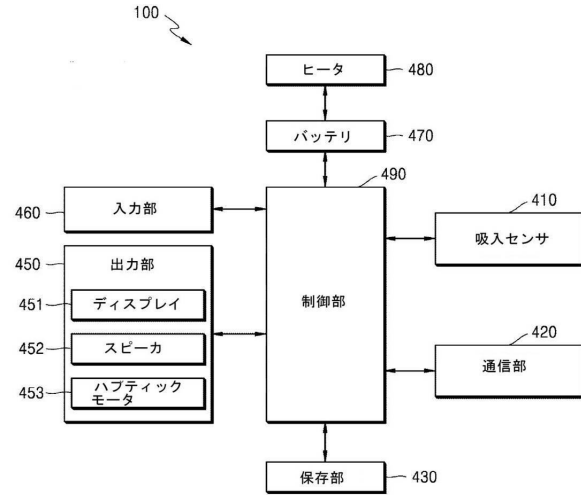 100
ヒータ
480
バッテリ
470
490
入力部
460
410
吸入センサ
450
出力部
451
ディスプレイ
452
スピーカ
453
ハプティック
モータ
制御部
420
通信部
保存部
430